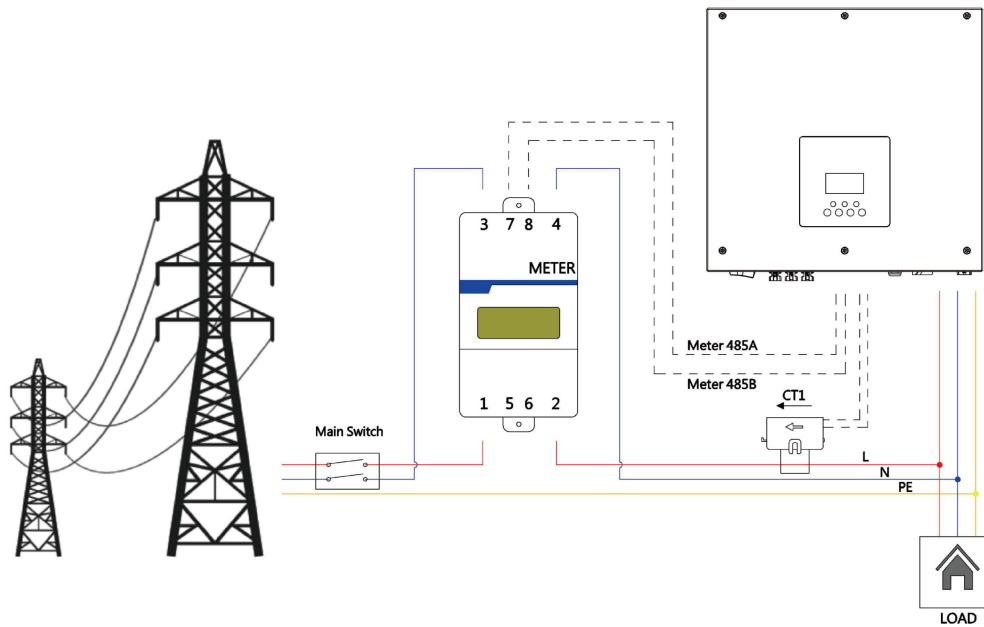 3 7 8 4
METER
Meter 485A
Meter 485B
1 5 6 2
CT1
Main Switch
L
N
PE
LOAD